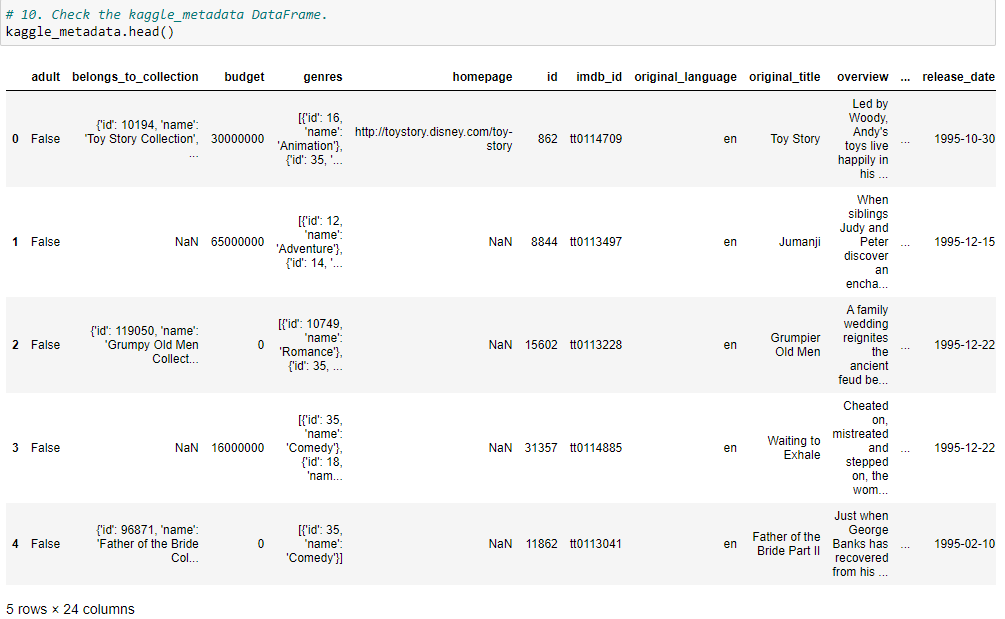 # 10. Check the kaggle_metadata DataFrame.
kaggle_metadata.head()
adult belongs_to_collection budget genres homepage id imdb_id original_language original_title overview ... release_date
0 False {'id': 10194, 'name': 'Toy Story Collection', ... 30000000 [{'id': 16, 'name': 'Animation'}, {'id': 35, '... http://toystory.disney.com/toy-story 862 tt0114709 en Toy Story Led by Woody, Andy's toys live happily in his ... ... 1995-10-30
1 False NaN 65000000 [{'id': 12, 'name': 'Adventure'}, {'id': 14, '... NaN 8844 tt0113497 en Jumanji When siblings Judy and Peter discover an encha... ... 1995-12-15
2 False {'id': 119050, 'name': 'Grumpy Old Men Collect... 0 [{'id': 10749, 'name': 'Romance'}, {'id': 35, ... NaN 15602 tt0113228 en Grumpier Old Men A family wedding reignites the ancient feud be... ... 1995-12-22
3 False NaN 16000000 [{'id': 35, 'name': 'Comedy'}, {'id': 18, 'nam... NaN 31357 tt0114885 en Waiting to Exhale Cheated on, mistreated and stepped on, the wom... ... 1995-12-22
4 False {'id': 96871, 'name': 'Father of the Bride Col... 0 [{'id': 35, 'name': 'Comedy'}] NaN 11862 tt0113041 en Father of the Bride Part II Just when George Banks has recovered from his ... ... 1995-02-10
5 rows × 24 columns